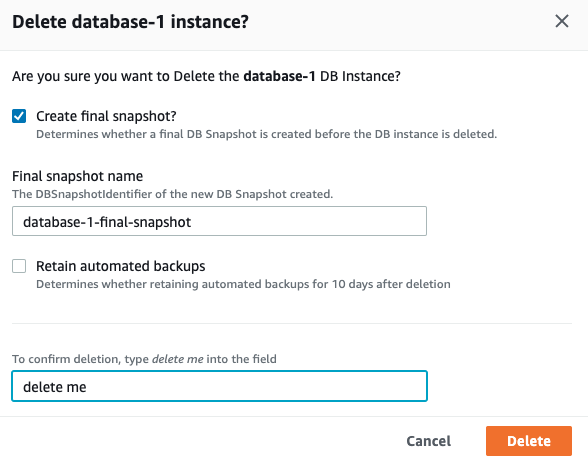 Delete database-1 instance?
Are you sure you want to Delete the database-1 DB Instance?
Create final snapshot?
Determines whether a final DB Snapshot is created before the DB instance is deleted.
Final snapshot name
The DBSnapshotIdentifier of the new DB Snapshot created.
database-1-final-snapshot
Retain automated backups
Determines whether retaining automated backups for 10 days after deletion
To confirm deletion, type delete me into the field
delete me
Cancel Delete